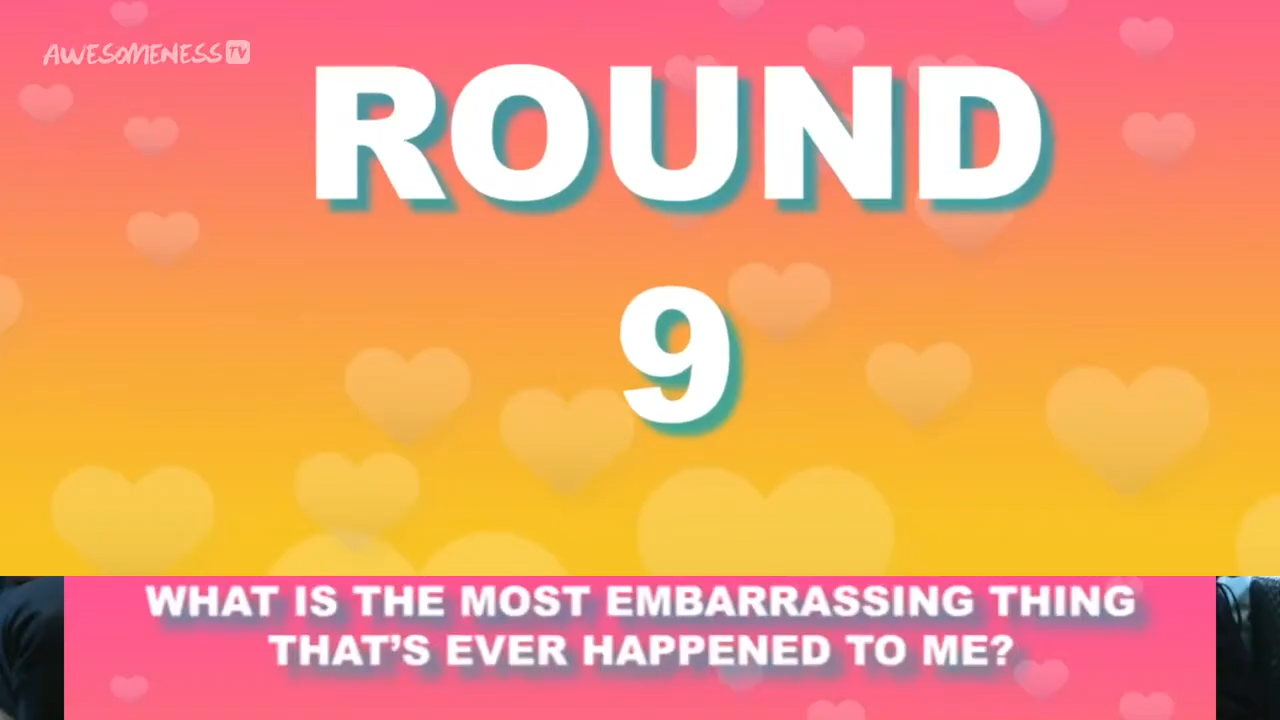 AWESOMENESS TV
ROUND
9
WHAT IS THE MOST EMBARRASSING THING
THAT'S EVER HAPPENED TO ME?